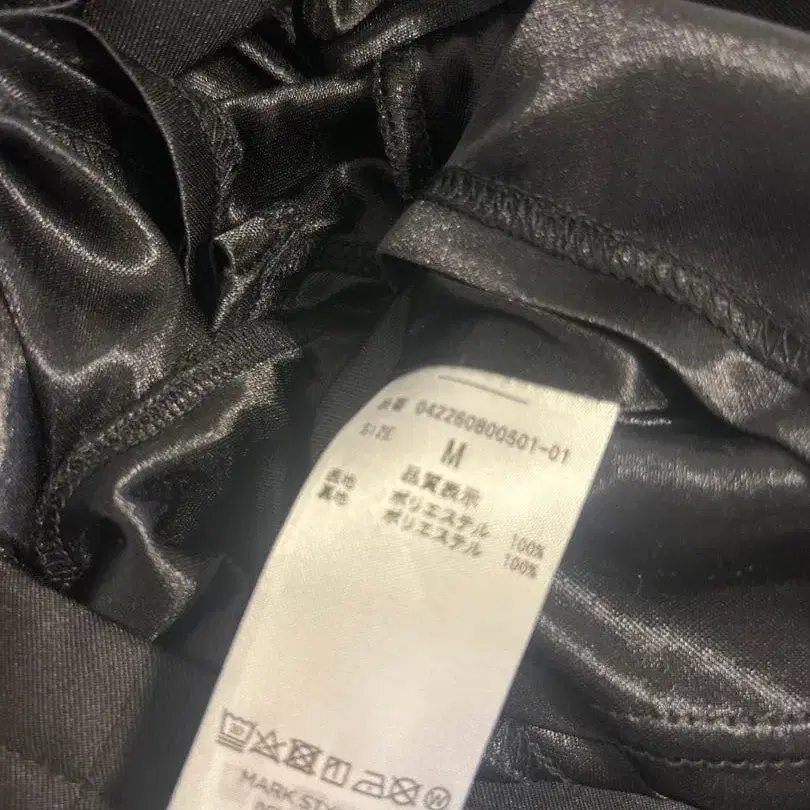 品番 042260800501-01
SIZE M
品質表示
表地 ポリエステル 100%
裏地 ポリエステル 100%
MARK STY